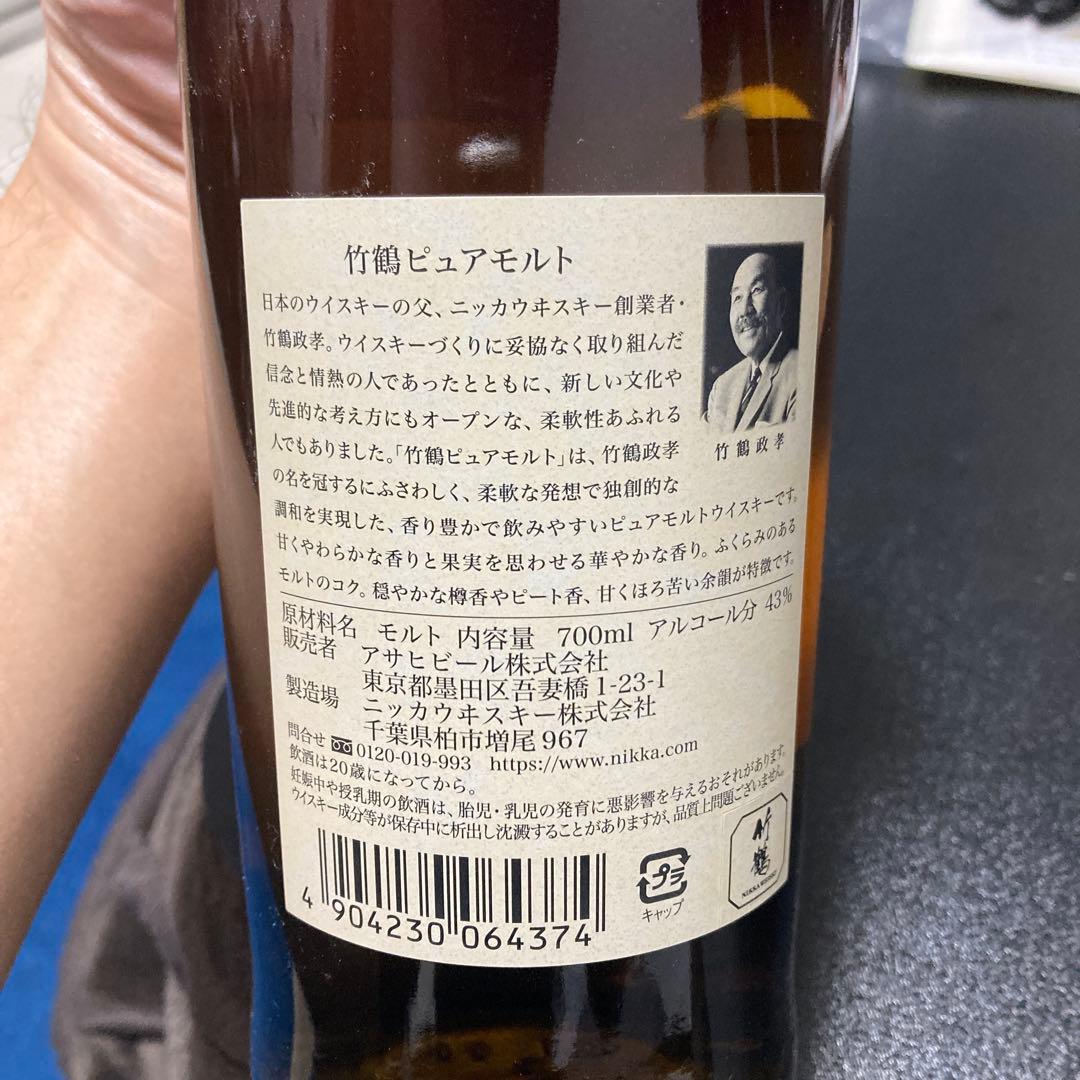 竹鶴ピュアモルト
日本のウイスキーの父、ニッカウヰスキー創業者・
竹鶴政孝。ウイスキーづくりに妥協なく取り組んだ
信念と情熱の人であったとともに、新しい文化や
先進的な考え方にもオープンな、柔軟性あふれる
人でもありました。「竹鶴ピュアモルト」は、竹鶴政孝
の名を冠するにふさわしく、柔軟な発想で独創的な
調和を実現した、香り豊かで飲みやすいピュアモルトウイスキーです。
甘くやわらかな香りと果実を思わせる華やかな香り。ふくらみのある
モルトのコク。穏やかな樽香やピート香、甘くほろ苦い余韻が特徴です。
竹鶴政孝
原材料名 モルト 内容量 700ml アルコール分 43%
販売者 アサヒビール株式会社
東京都墨田区吾妻橋1-23-1
製造場 ニッカウヰスキー株式会社
千葉県柏市増尾967
問合せ 0120-019-993 https://www.nikka.com
飲酒は20歳になってから。
妊娠中や授乳期の飲酒は、胎児・乳児の発育に悪影響を与えるおそれがあります。
ウイスキー成分等が保存中に析出し沈澱することがありますが、品質上問題ございません。
4 904230 064374
プラ
キャップ
竹鶴
NIKKA WHISKY